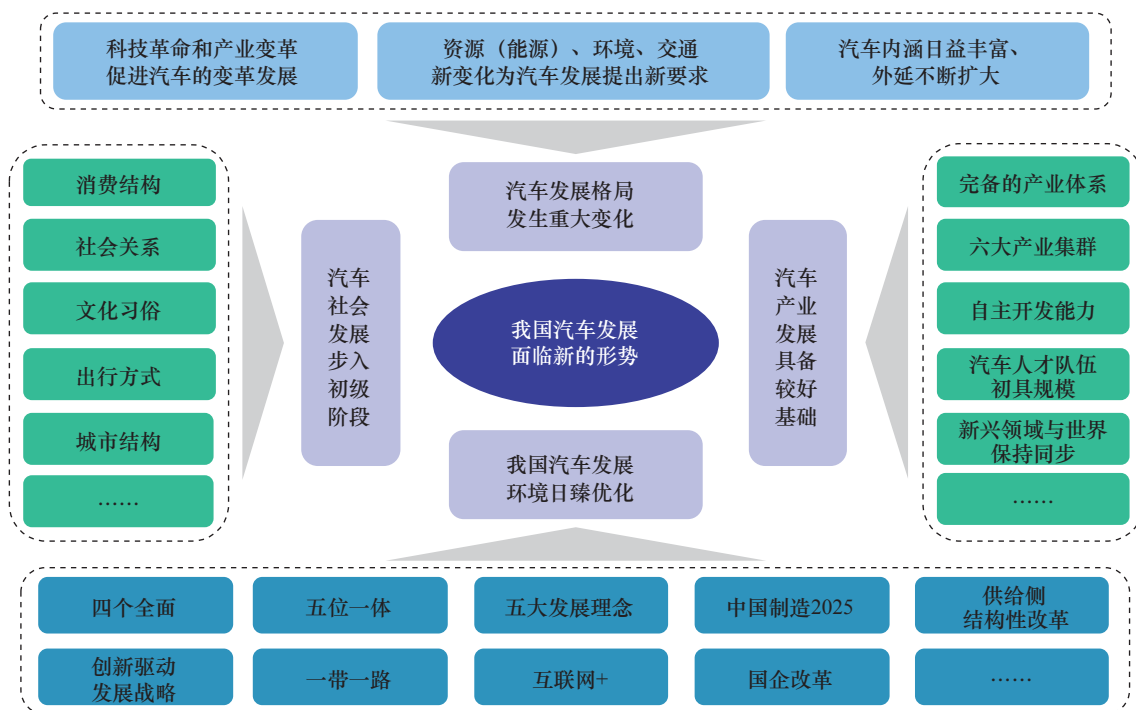 科技革命和产业变革
促进汽车的变革发展
资源（能源）、环境、交通
新变化为汽车发展提出新要求
汽车内涵日益丰富、
外延不断扩大
消费结构
社会关系
文化习俗
出行方式
城市结构
……
汽车
社会
发展
步入
初级
阶段
汽车发展格局
发生重大变化
我国汽车发展
面临新的形势
我国汽车发展
环境日臻优化
汽车
产业
发展
具备
较好
基础
完备的产业体系
六大产业集群
自主开发能力
汽车人才队伍
初具规模
新兴领域与世界
保持同步
……
四个全面
五位一体
五大发展理念
中国制造2025
供给侧
结构性改革
创新驱动
发展战略
一带一路
互联网+
国企改革
……